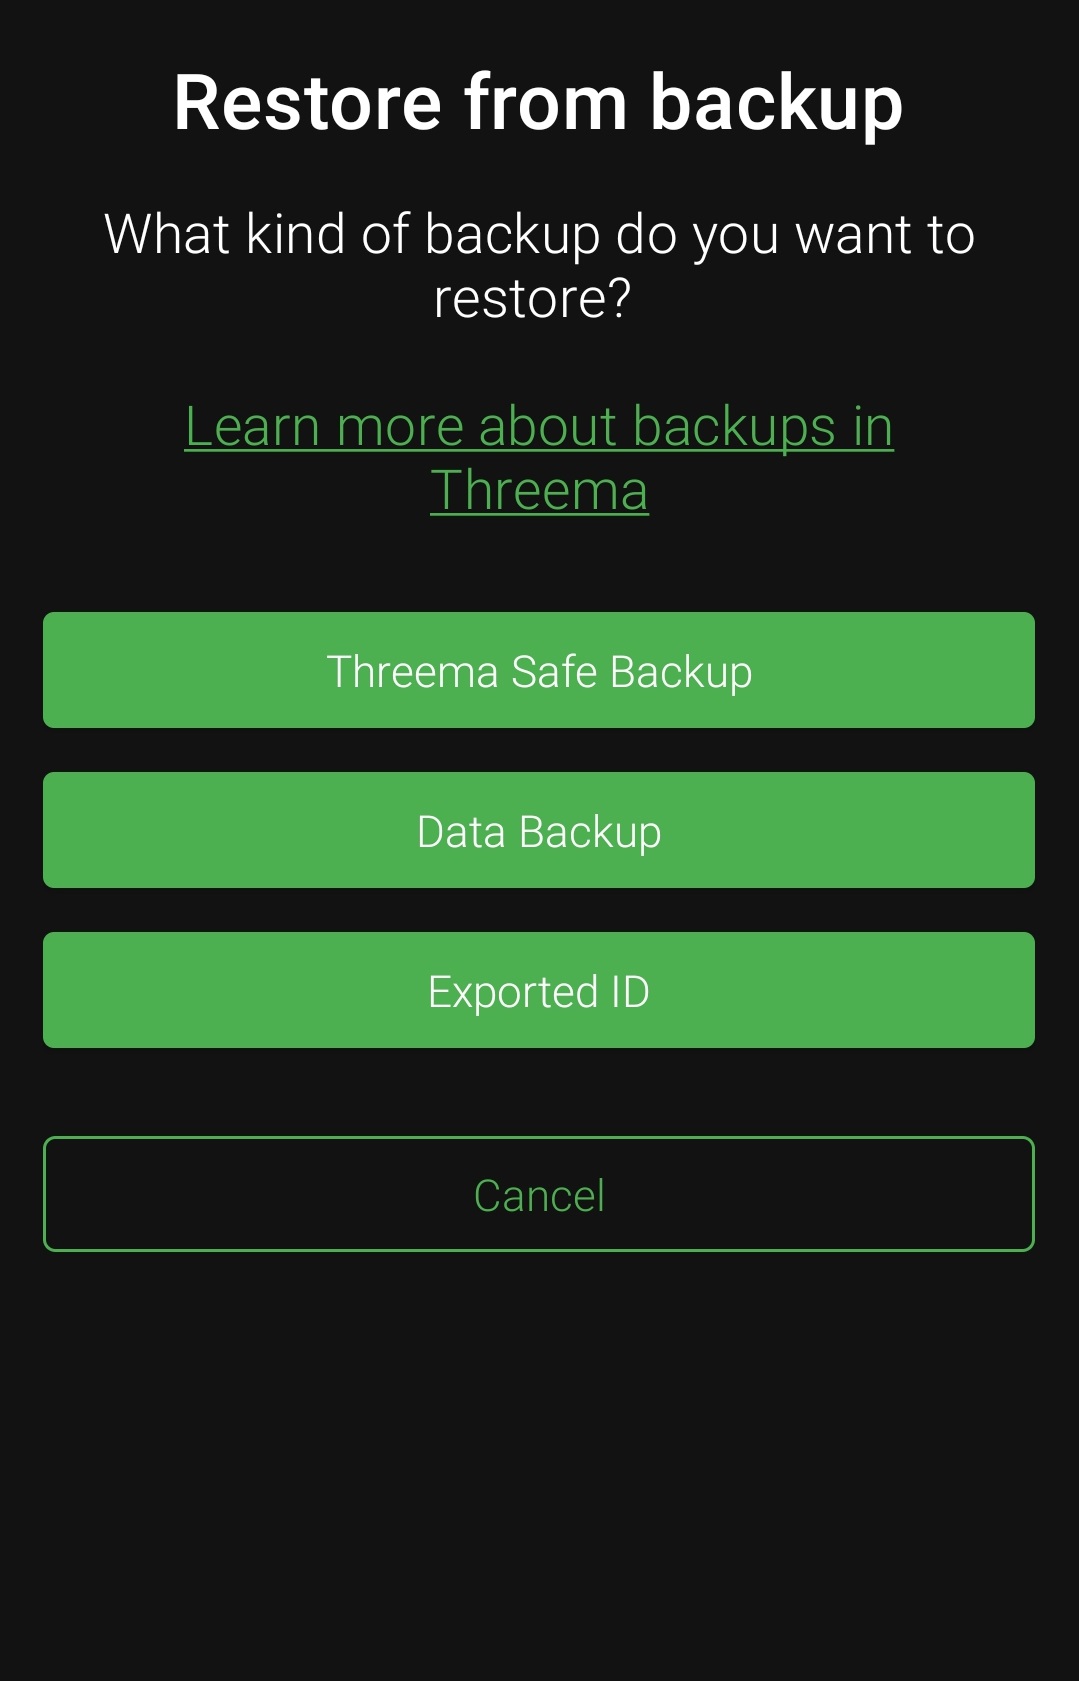 Restore from backup
What kind of backup do you want to
restore?
Learn more about backups in
Threema
Threema Safe Backup
Data Backup
Exported ID
Cancel